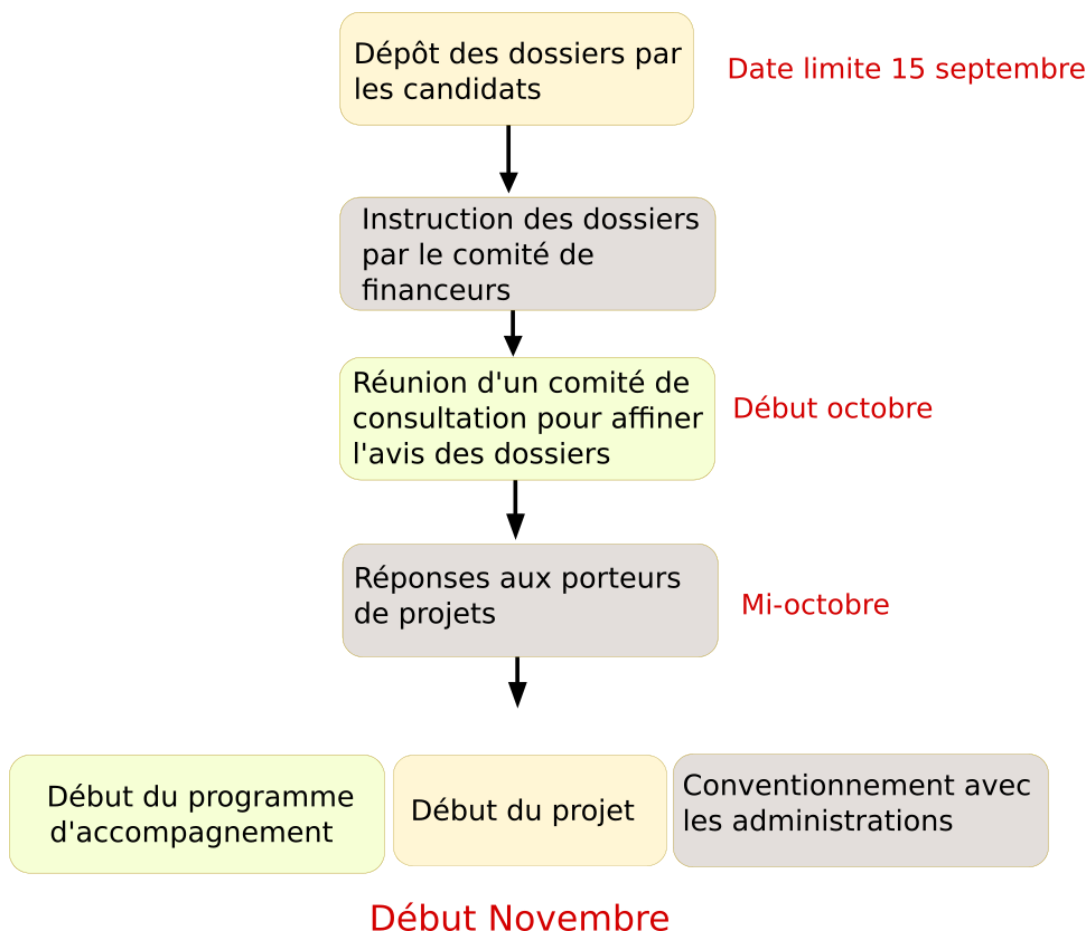 Dépôt des dossiers par
les candidats
Date limite 15 septembre
Instruction des dossiers
par le comité de
financeurs
Réunion d'un comité de
consultation pour affiner
l'avis des dossiers
Début octobre
Réponses aux porteurs
de projets
Mi-octobre
Début du programme
d'accompagnement
Début du projet
Conventionnement avec
les administrations
Début Novembre